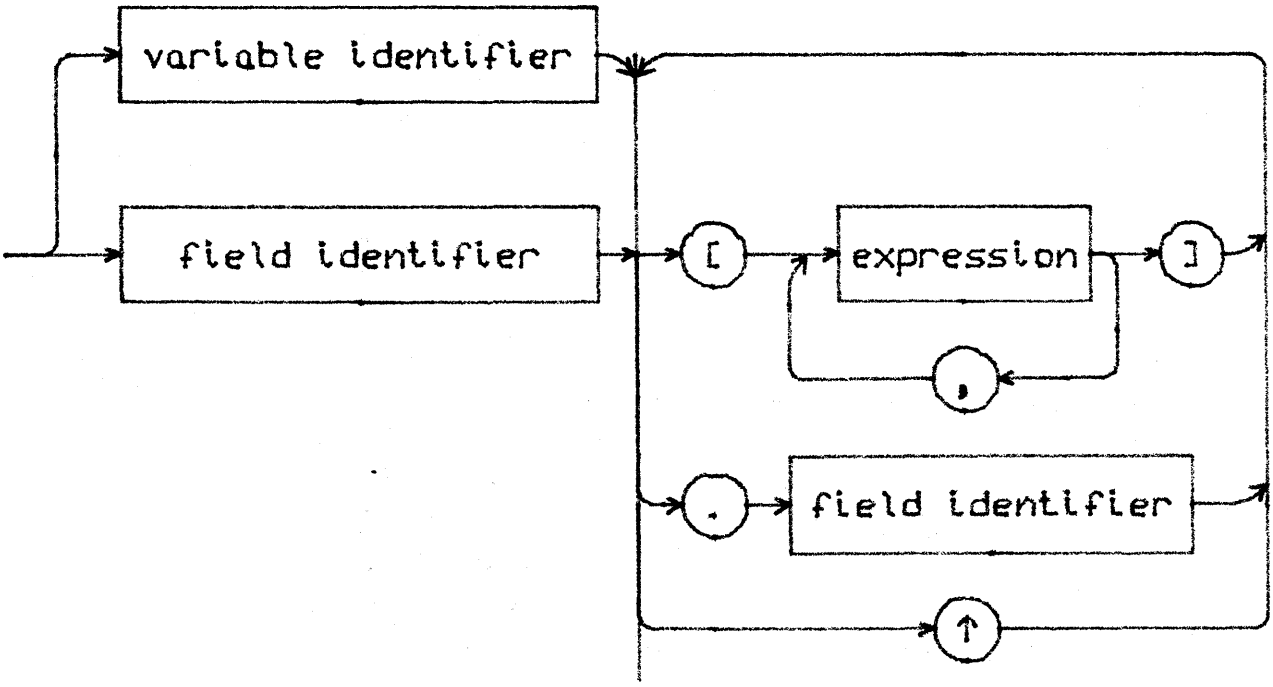 variable identifier
field identifier [ expression ]
,
. field identifier
↑